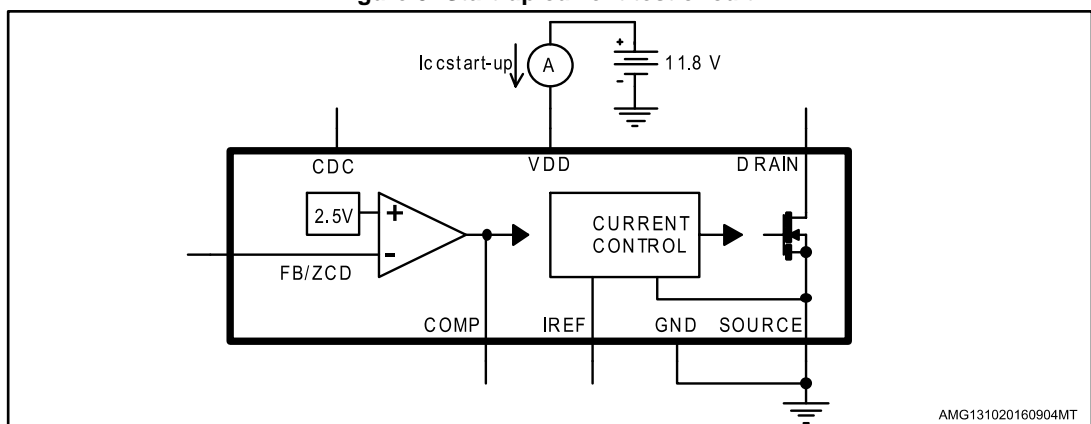 Iccstart-up
A
+
-
11.8 V
CDC
VDD
DRAIN
2.5V
+
-
CURRENT
CONTROL
FB/ZCD
COMP
IREF
GND
SOURCE
AMG131020160904MT